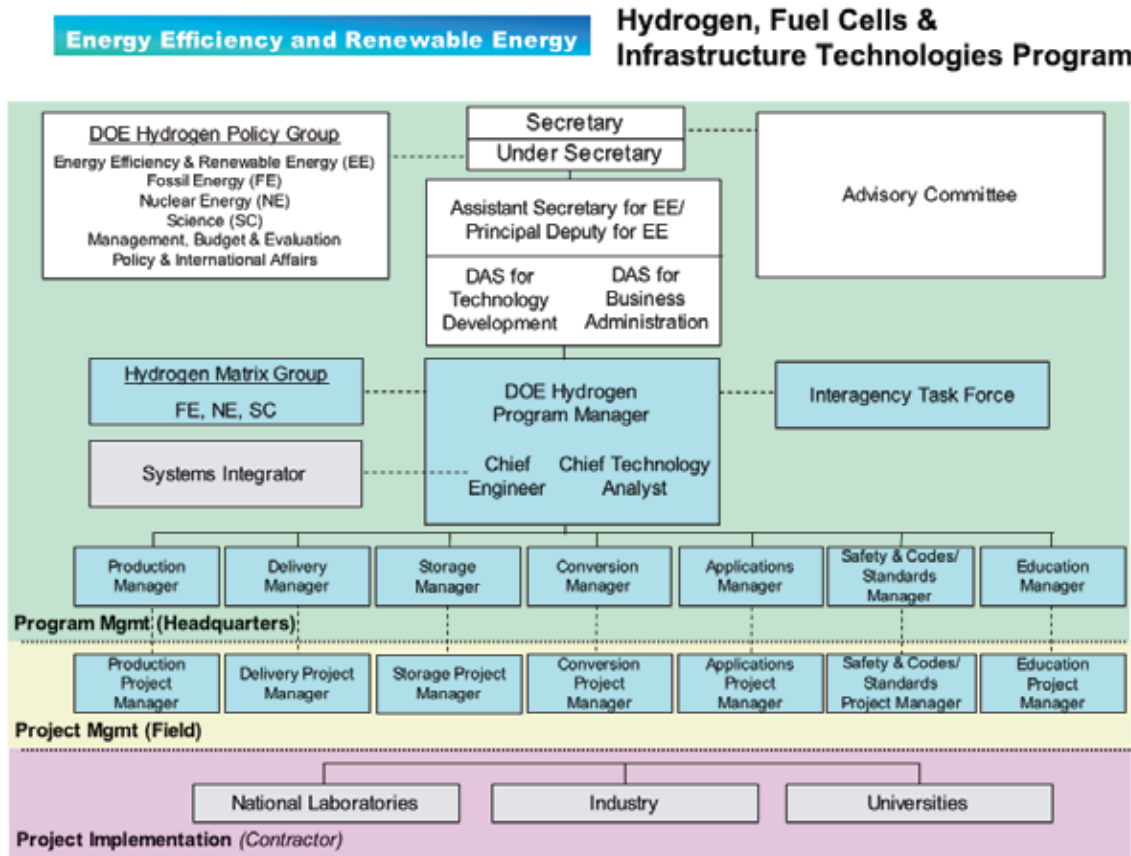 Energy Efficiency and Renewable Energy
Hydrogen, Fuel Cells &
Infrastructure Technologies Program
DOE Hydrogen Policy Group
Energy Efficiency & Renewable Energy (EE)
Fossil Energy (FE)
Nuclear Energy (NE)
Science (SC)
Management, Budget & Evaluation
Policy & International Affairs
Secretary
Under Secretary
Advisory Committee
Assistant Secretary for EE/
Principal Deputy for EE
DAS for
Technology
Development
DAS for
Business
Administration
Hydrogen Matrix Group
FE, NE, SC
DOE Hydrogen
Program Manager
Interagency Task Force
Systems Integrator
Chief
Engineer
Chief Technology
Analyst
Production
Manager
Delivery
Manager
Storage
Manager
Conversion
Manager
Applications
Manager
Safety & Codes/
Standards
Manager
Education
Manager
Program Mgmt (Headquarters)
Production
Project
Manager
Delivery Project
Manager
Storage Project
Manager
Conversion
Project
Manager
Applications
Project
Manager
Safety & Codes/
Standards
Project Manager
Education
Project
Manager
Project Mgmt (Field)
National Laboratories
Industry
Universities
Project Implementation (Contractor)